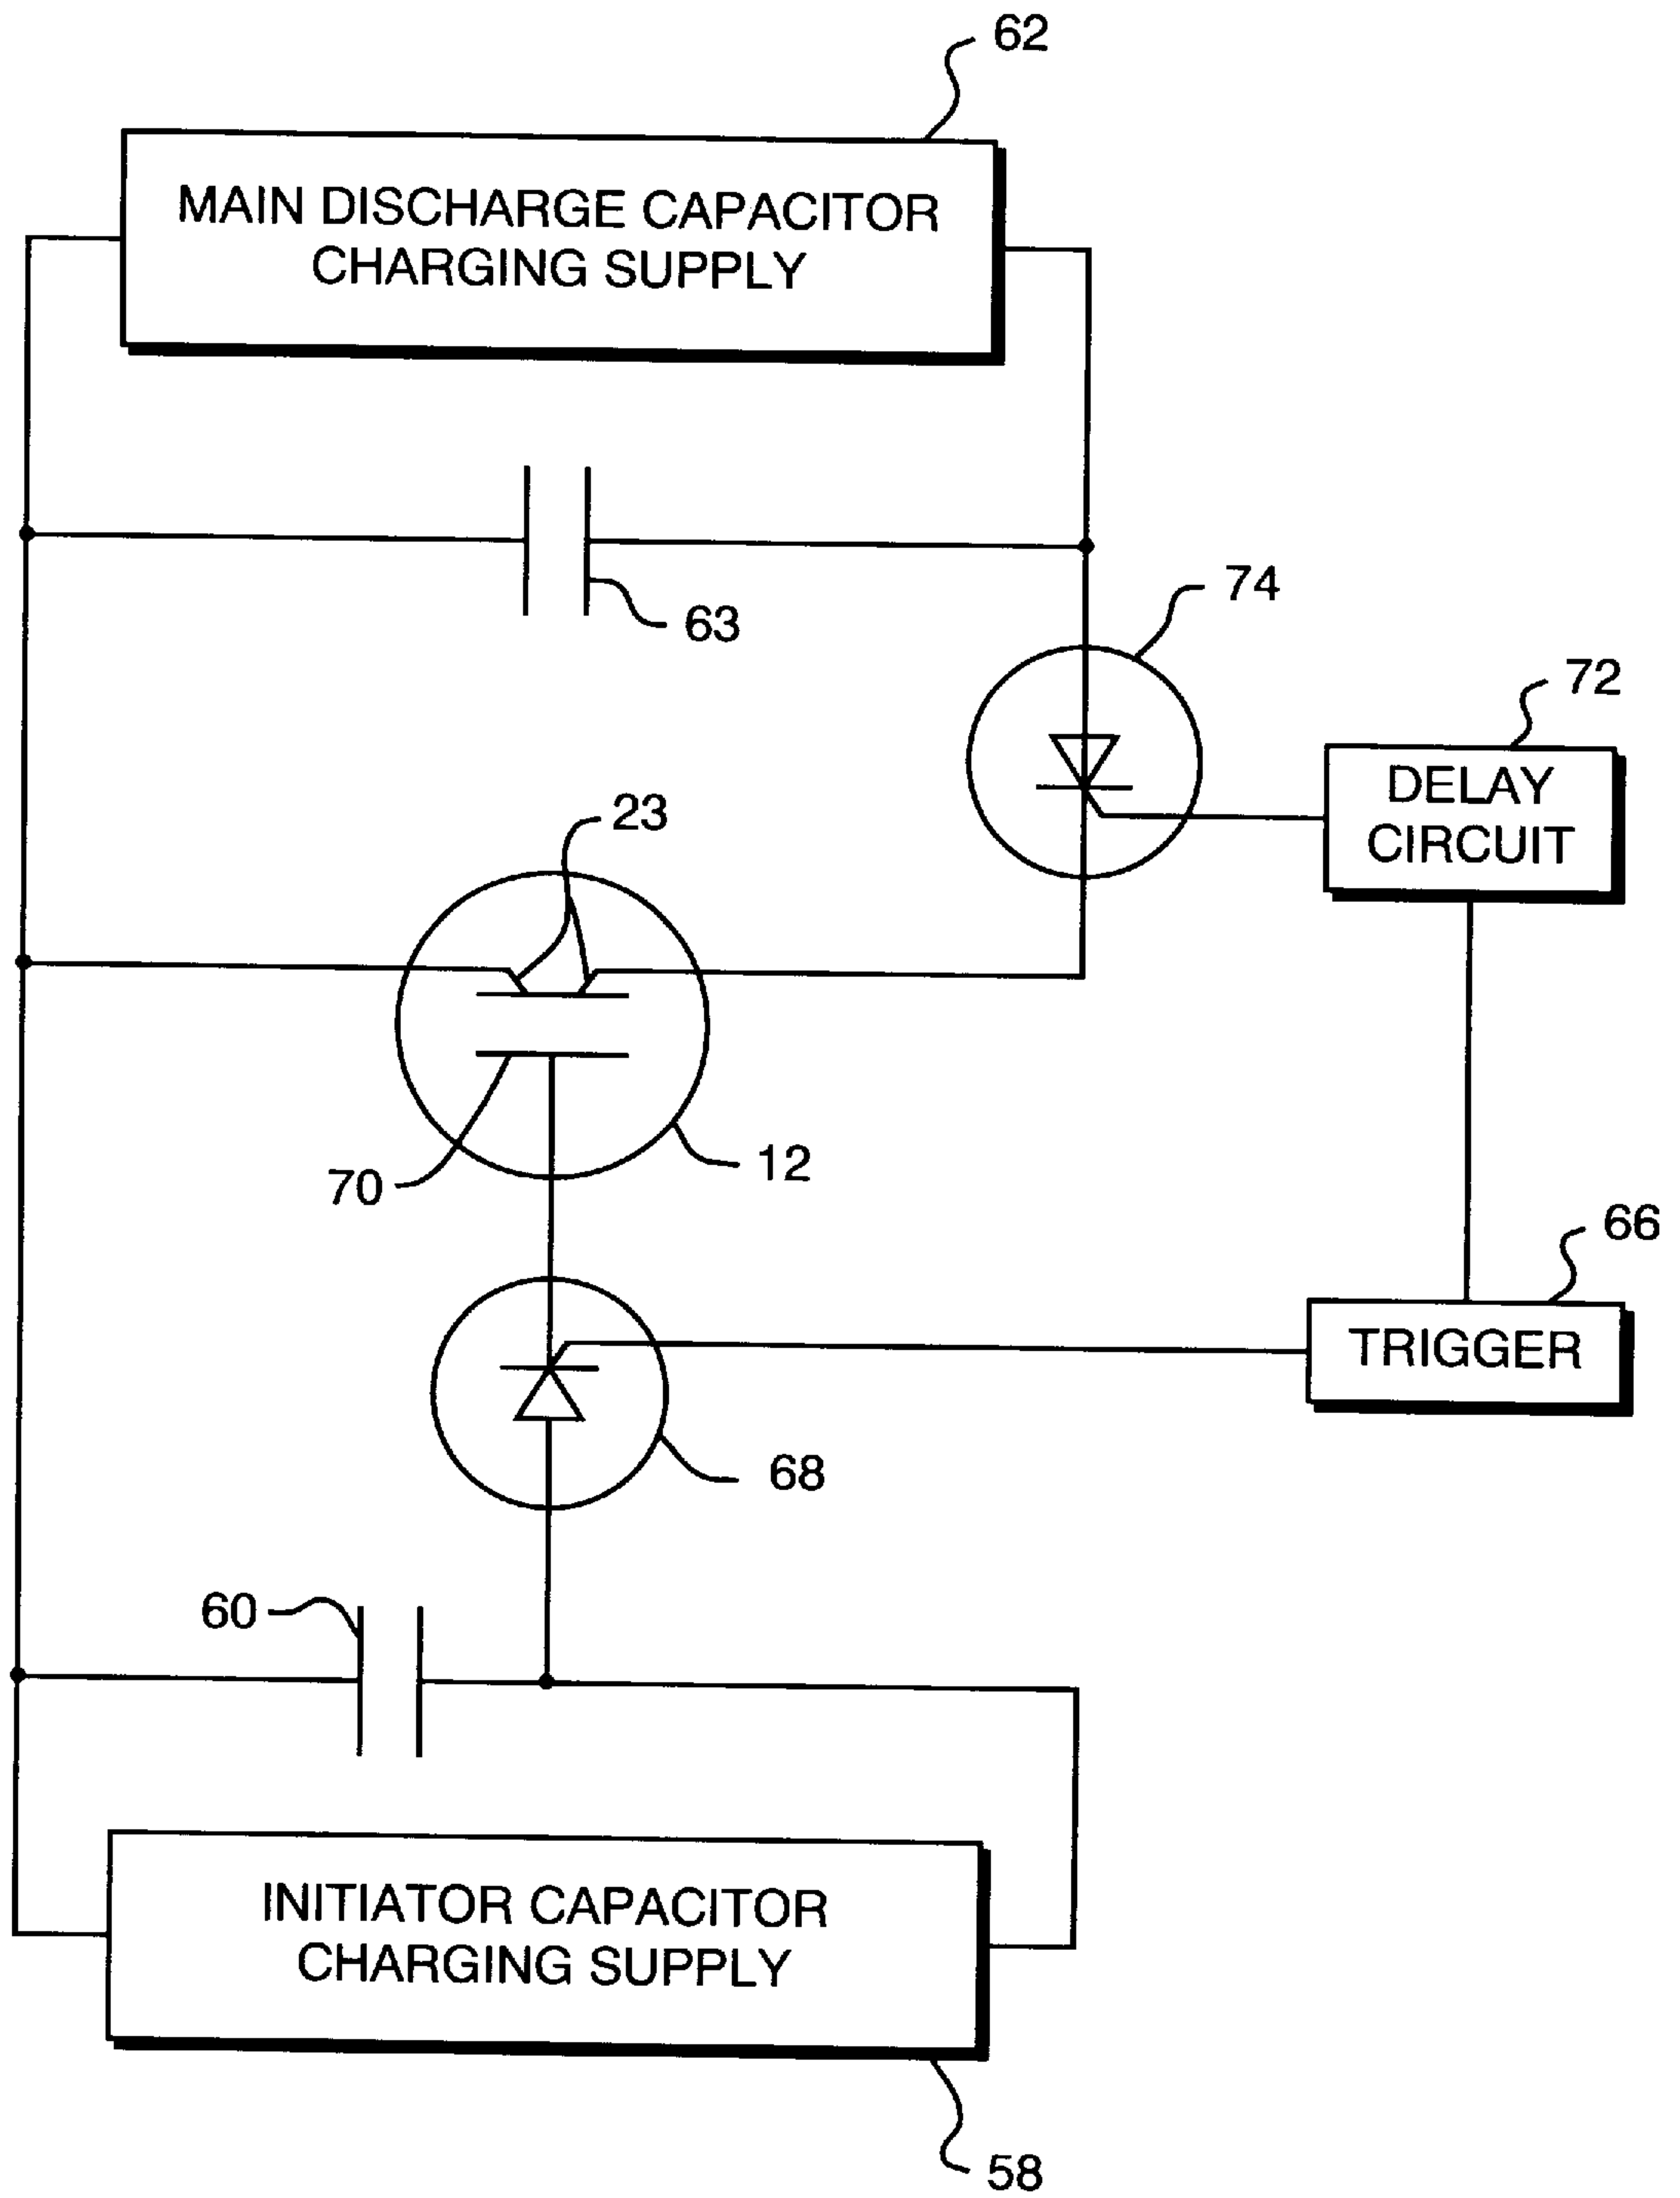 62
MAIN DISCHARGE CAPACITOR
CHARGING SUPPLY
63
74
72
DELAY
CIRCUIT
23
12
70
66
TRIGGER
68
60
INITIATOR CAPACITOR
CHARGING SUPPLY
58